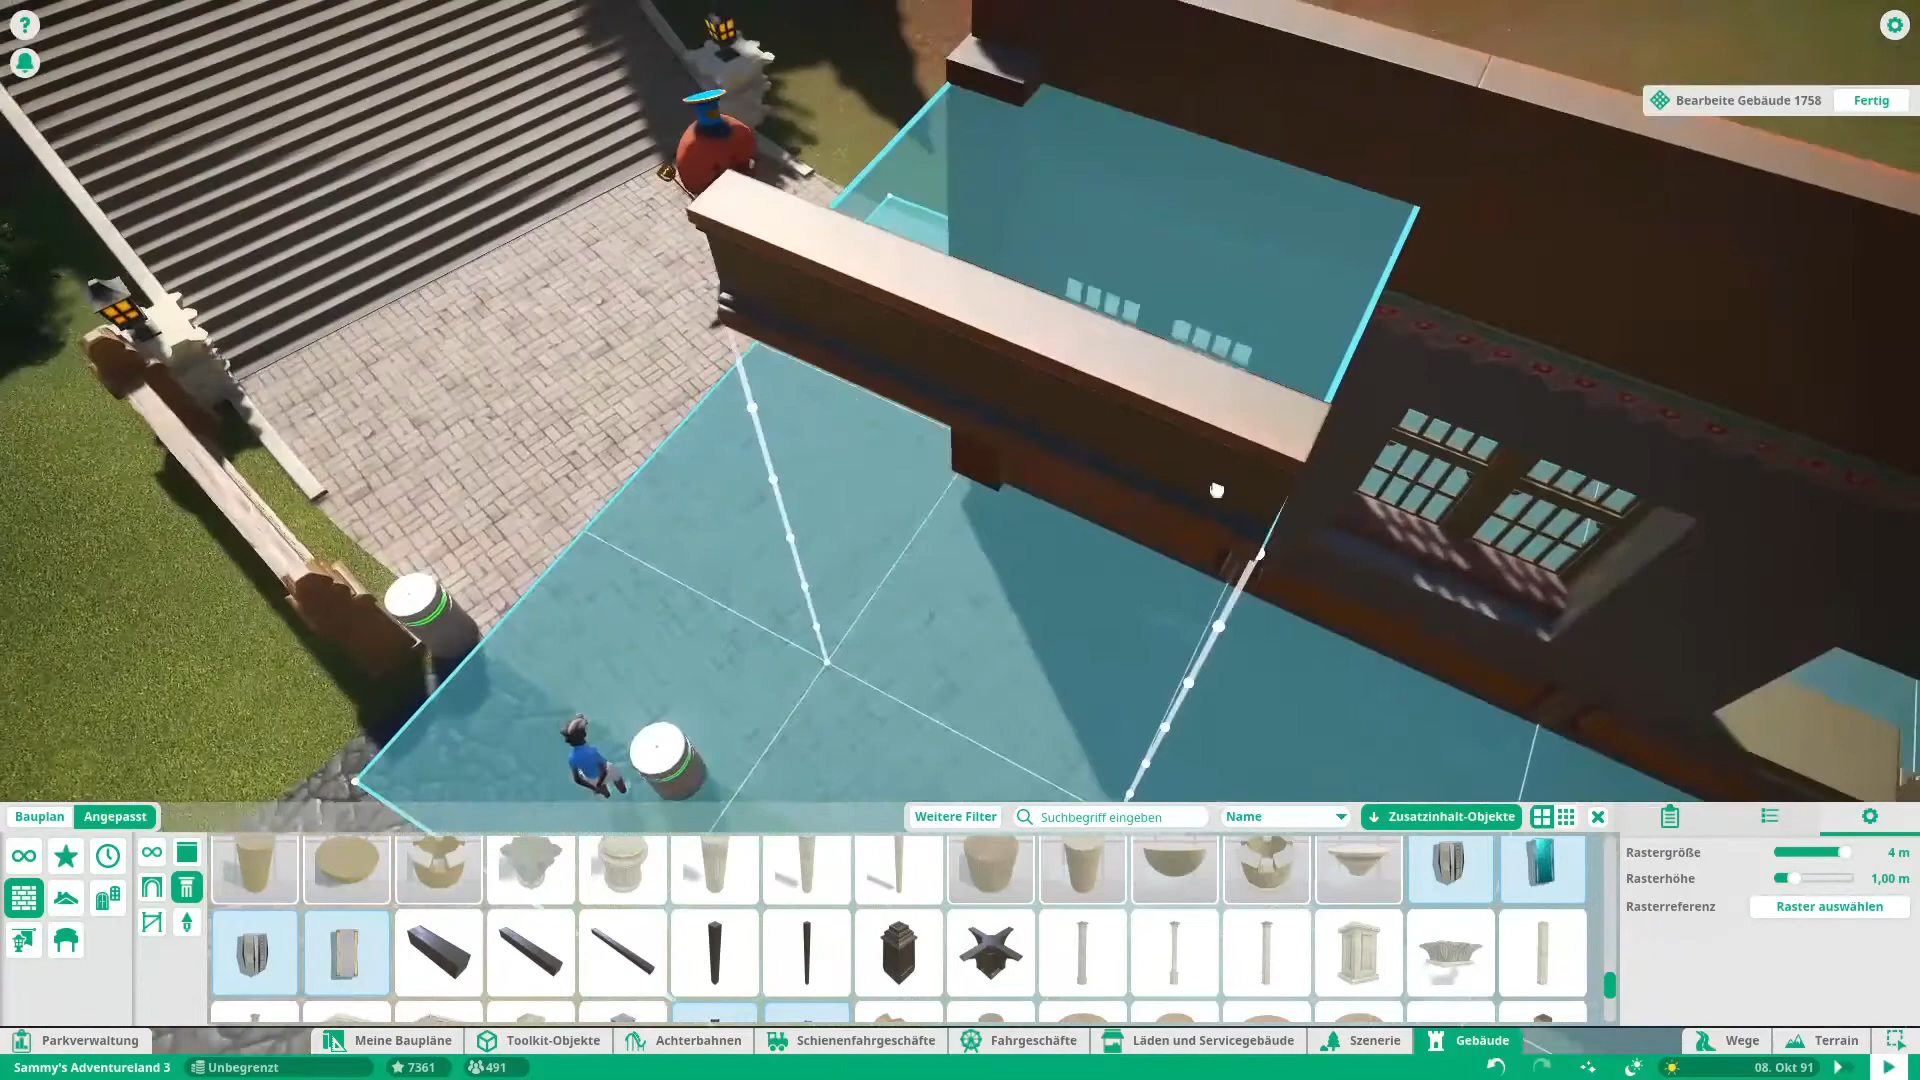 ?
Bearbeite Gebäude 1758
Fertig
Bauplan
Angepasst
Weitere Filter
Suchbegriff eingeben
Name
Zusatzinhalt-Objekte
Rastergröße
4 m
Rasterhöhe
1,00 m
Rasterreferenz
Raster auswählen
Parkverwaltung
Meine Baupläne
Toolkit-Objekte
Achterbahnen
Schienenfahrgeschäfte
Fahrgeschäfte
Läden und Servicegebäude
Szenerie
Gebäude
Wege
Terrain
Sammy's Adventureland 3
Unbegrenzt
7361
491
08. Okt 91